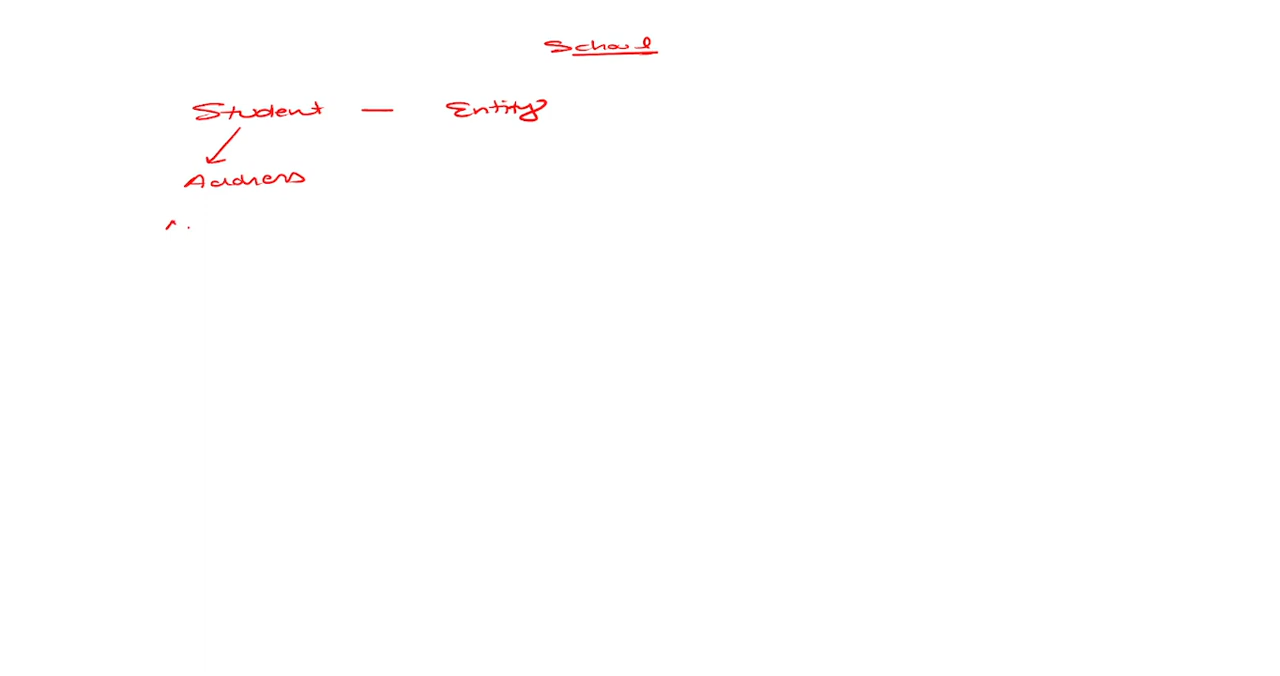 School
Student — Entity
Address